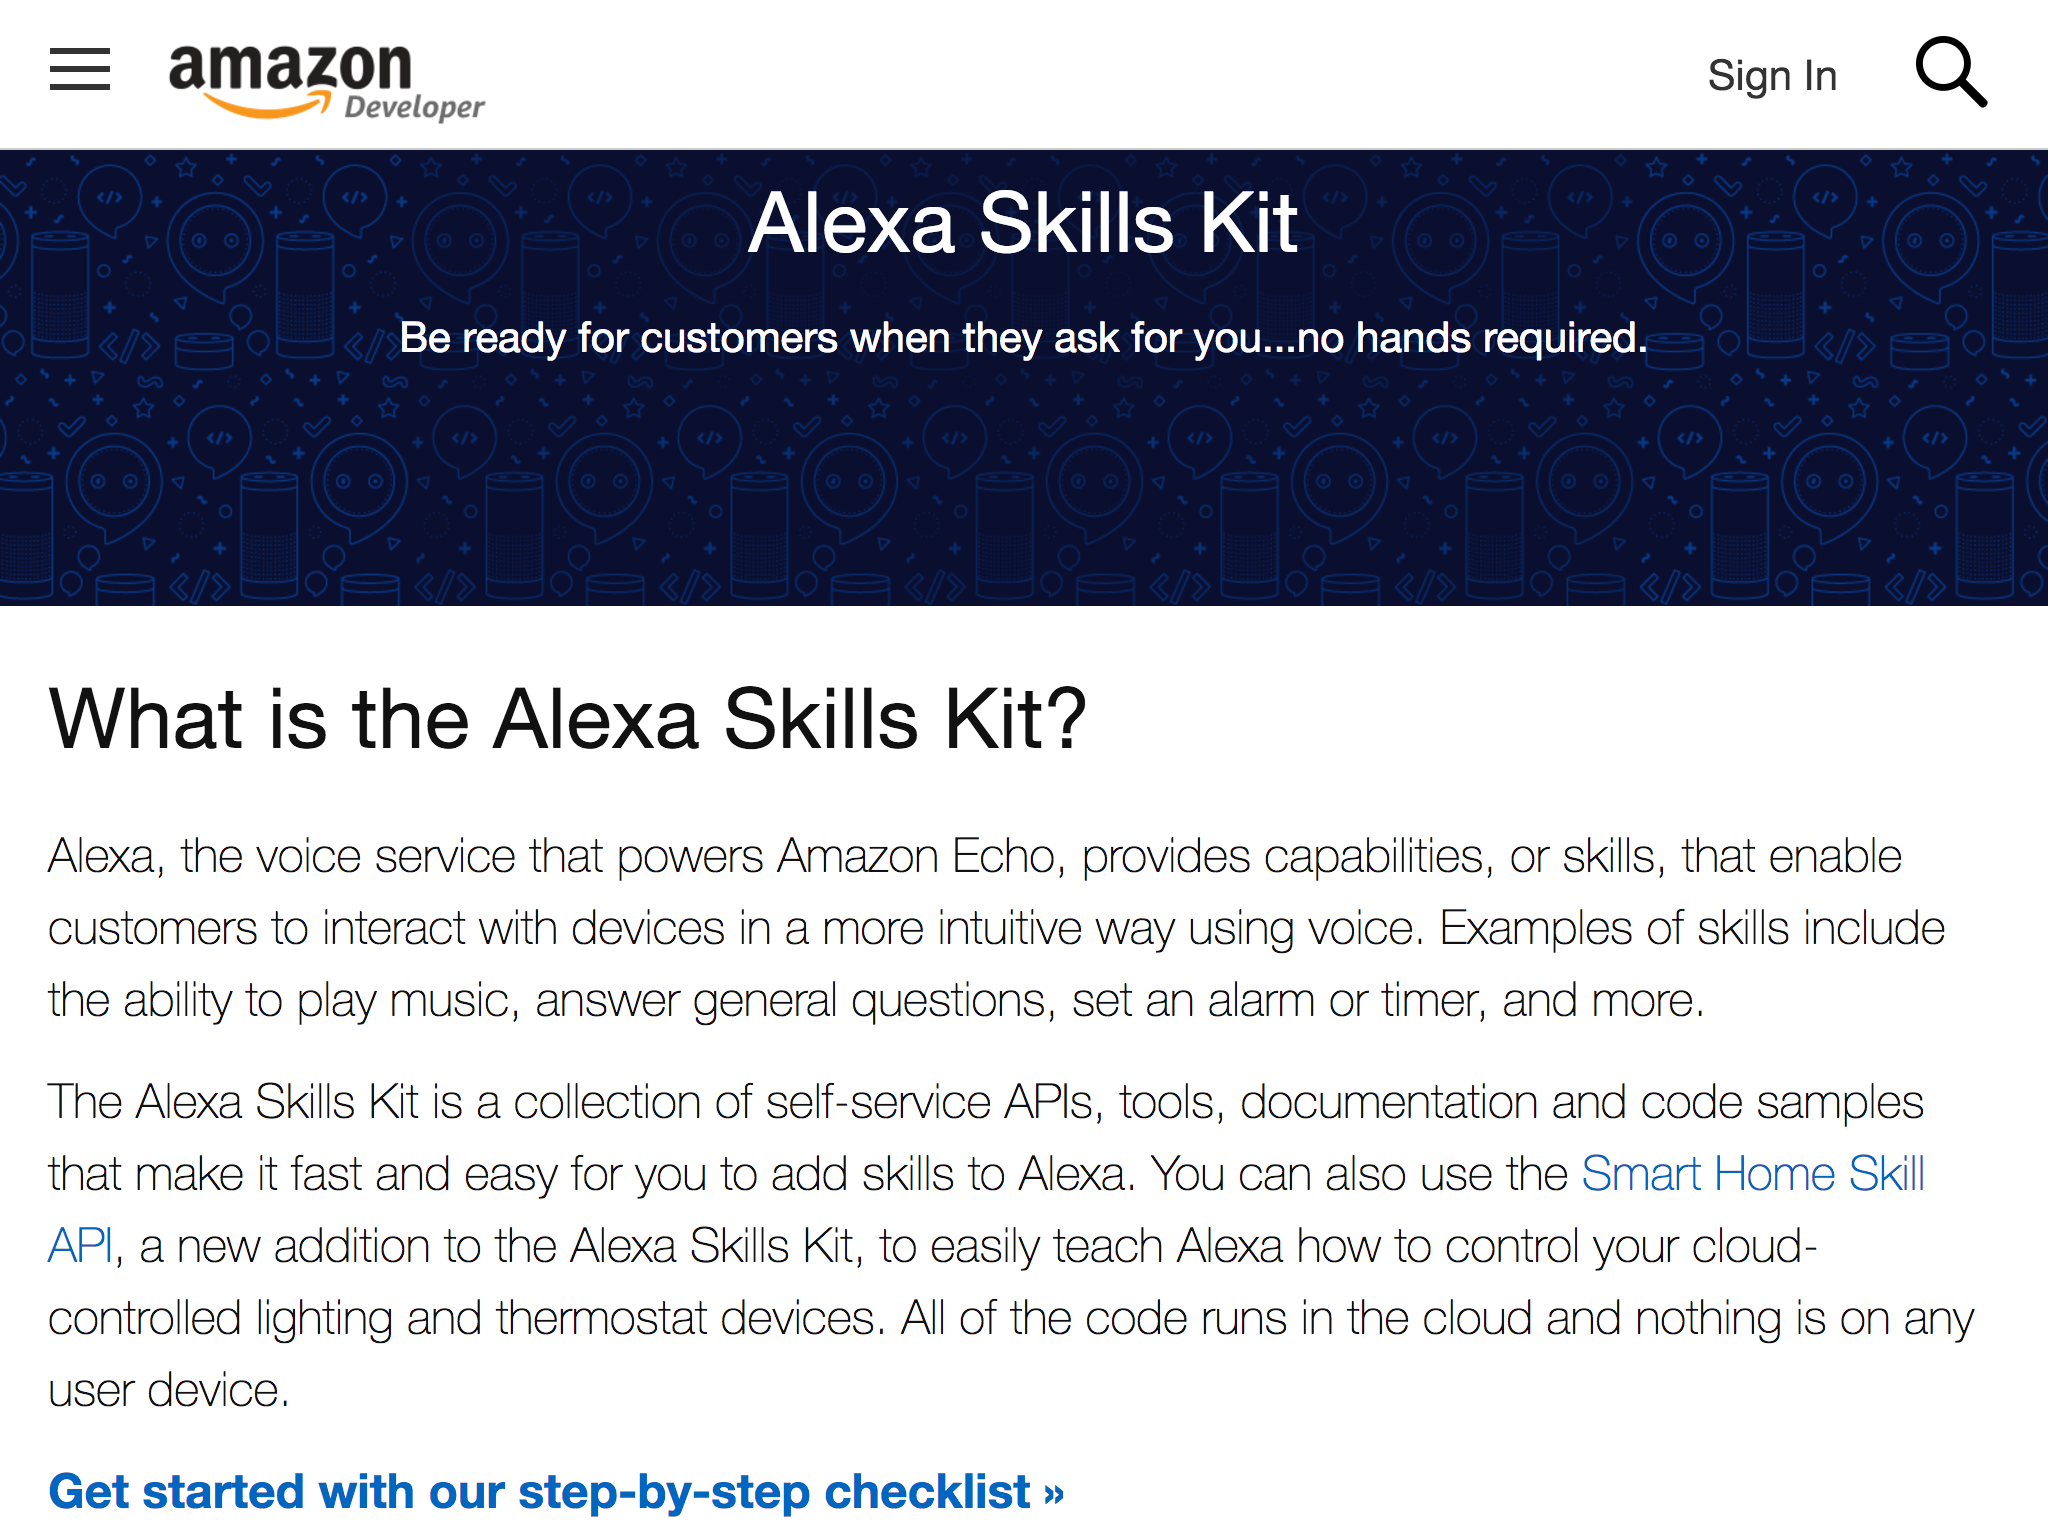 amazon
Developer
Sign In
Alexa Skills Kit
Be ready for customers when they ask for you...no hands required.
What is the Alexa Skills Kit?
Alexa, the voice service that powers Amazon Echo, provides capabilities, or skills, that enable
customers to interact with devices in a more intuitive way using voice. Examples of skills include
the ability to play music, answer general questions, set an alarm or timer, and more.
The Alexa Skills Kit is a collection of self-service APIs, tools, documentation and code samples
that make it fast and easy for you to add skills to Alexa. You can also use the Smart Home Skill
API, a new addition to the Alexa Skills Kit, to easily teach Alexa how to control your cloud-
controlled lighting and thermostat devices. All of the code runs in the cloud and nothing is on any
user device.
Get started with our step-by-step checklist »